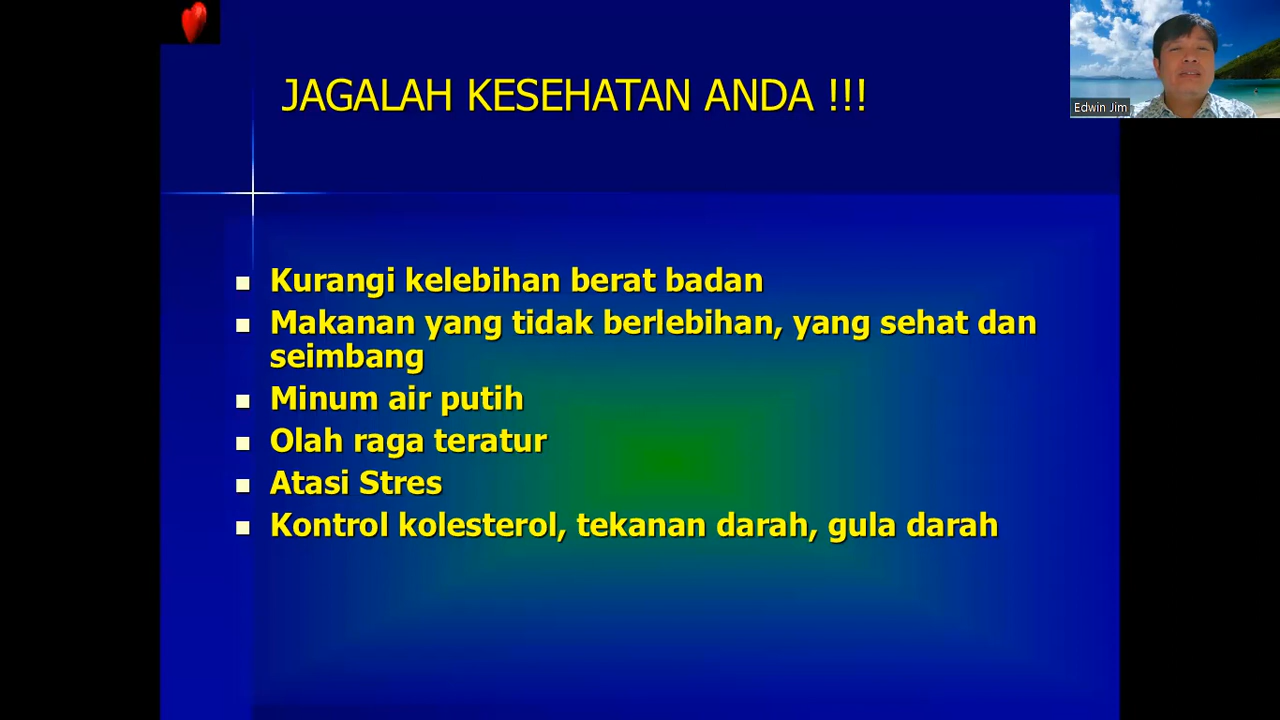 JAGALAH KESEHATAN ANDA !!!
Edwin Jim
Kurangi kelebihan berat badan
Makanan yang tidak berlebihan, yang sehat dan
seimbang
Minum air putih
Olah raga teratur
Atasi Stres
Kontrol kolesterol, tekanan darah, gula darah